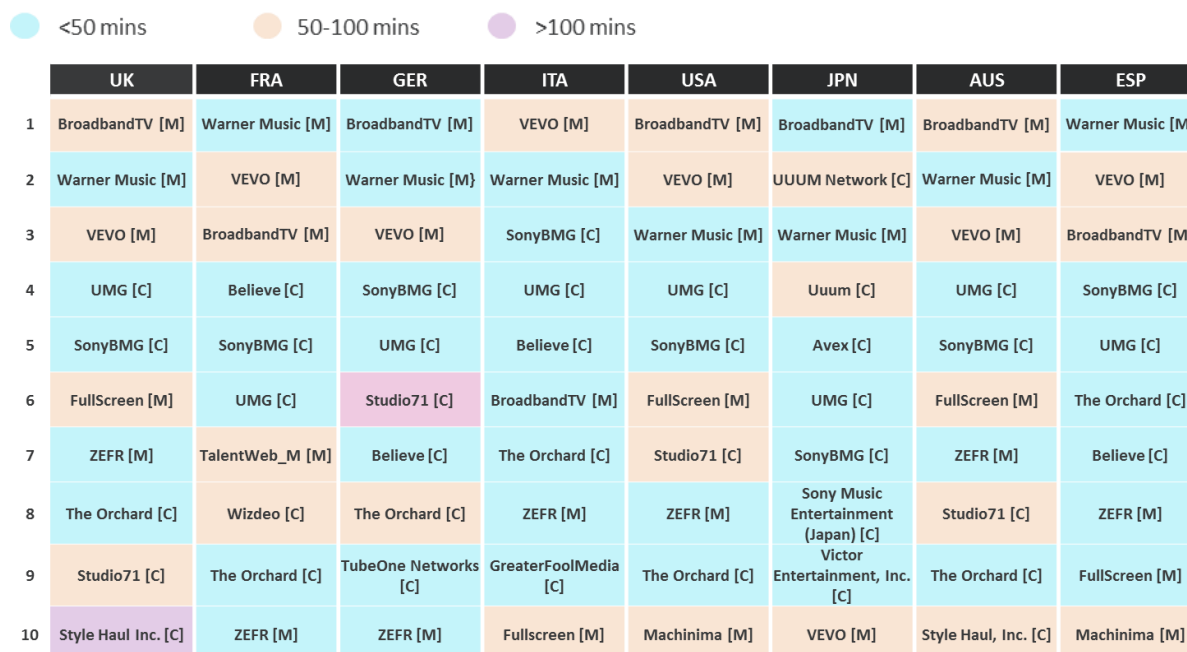 <50 mins 50-100 mins >100 mins
UK FRA GER ITA USA JPN AUS ESP
1 BroadbandTV [M] Warner Music [M] BroadbandTV [M] VEVO [M] BroadbandTV [M] BroadbandTV [M] BroadbandTV [M] Warner Music [M
2 Warner Music [M] VEVO [M] Warner Music [M} Warner Music [M] VEVO [M] UUUM Network [C] Warner Music [M] VEVO [M]
3 VEVO [M] BroadbandTV [M] VEVO [M] SonyBMG [C] Warner Music [M] Warner Music [M] VEVO [M] BroadbandTV [M
4 UMG [C] Believe [C] SonyBMG [C] UMG [C] UMG [C] Uuum [C] UMG [C] SonyBMG [C]
5 SonyBMG [C] SonyBMG [C] UMG [C] Believe [C] SonyBMG [C] Avex [C] SonyBMG [C] UMG [C]
6 FullScreen [M] UMG [C] Studio71 [C] BroadbandTV [M] FullScreen [M] UMG [C] FullScreen [M] The Orchard [C]
7 ZEFR [M] TalentWeb_M [M] Believe [C] The Orchard [C] Studio71 [C] SonyBMG [C] ZEFR [M] Believe [C]
8 The Orchard [C] Wizdeo [C] The Orchard [C] ZEFR [M] ZEFR [M] Sony Music
Entertainment
(Japan) [C] Studio71 [C] ZEFR [M]
9 Studio71 [C] The Orchard [C] TubeOne Networks
[C] GreaterFoolMedia
[C] The Orchard [C] Victor
Entertainment, Inc.
[C] The Orchard [C] FullScreen [M]
10 Style Haul Inc. [C] ZEFR [M] ZEFR [M] Fullscreen [M] Machinima [M] VEVO [M] Style Haul, Inc. [C] Machinima [M]